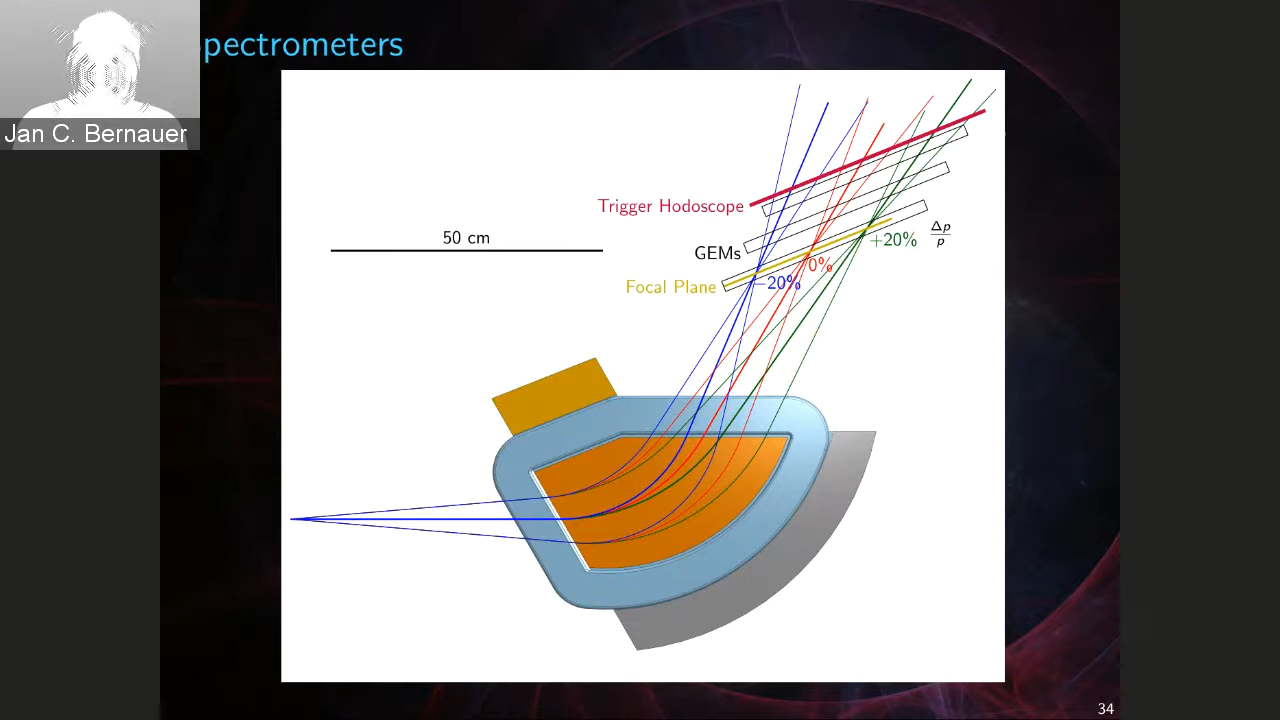 pectrometers
Jan C. Bernauer
Trigger Hodoscope
50 cm
GEMs
Focal Plane
−20%
0%
+20%
Δp
p
34